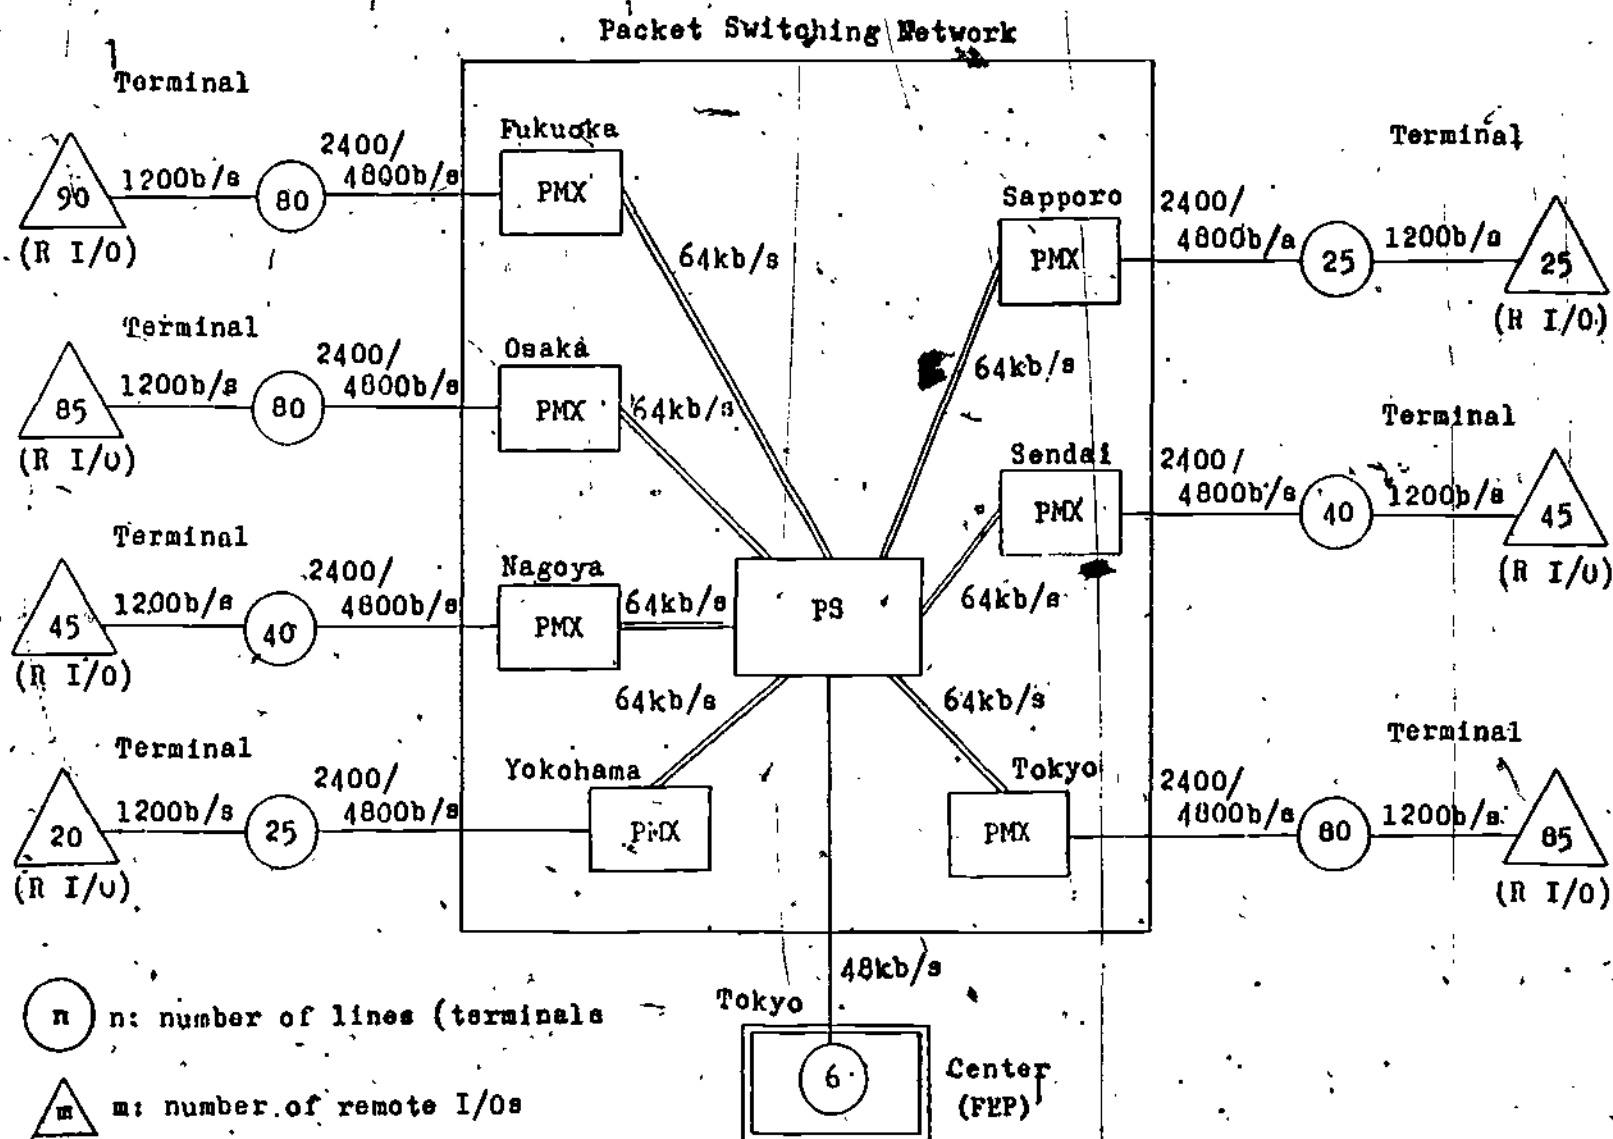 Packet Switching Network
Terminal
90
(R I/O)
1200b/s
80
2400/
4800b/s
Fukuoka
PMX
64kb/s
Terminal
85
(R I/O)
1200b/s
80
2400/
4800b/s
Osaka
PMX
64kb/s
Terminal
45
(R I/O)
1200b/s
40
2400/
4800b/s
Nagoya
PMX
64kb/s
Terminal
20
(R I/O)
1200b/s
25
2400/
4800b/s
Yokohama
PMX
64kb/s
PS
Sapporo
PMX
64kb/s
2400/
4800b/s
25
1200b/s
Terminal
25
(R I/O)
Sendai
PMX
64kb/s
2400/
4800b/s
40
1200b/s
Terminal
45
(R I/O)
Tokyo
PMX
64kb/s
2400/
4800b/s
80
1200b/s
Terminal
85
(R I/O)
48kb/s
Tokyo
6
Center
(FEP)
n n: number of lines (terminals
m m: number of remote I/Os